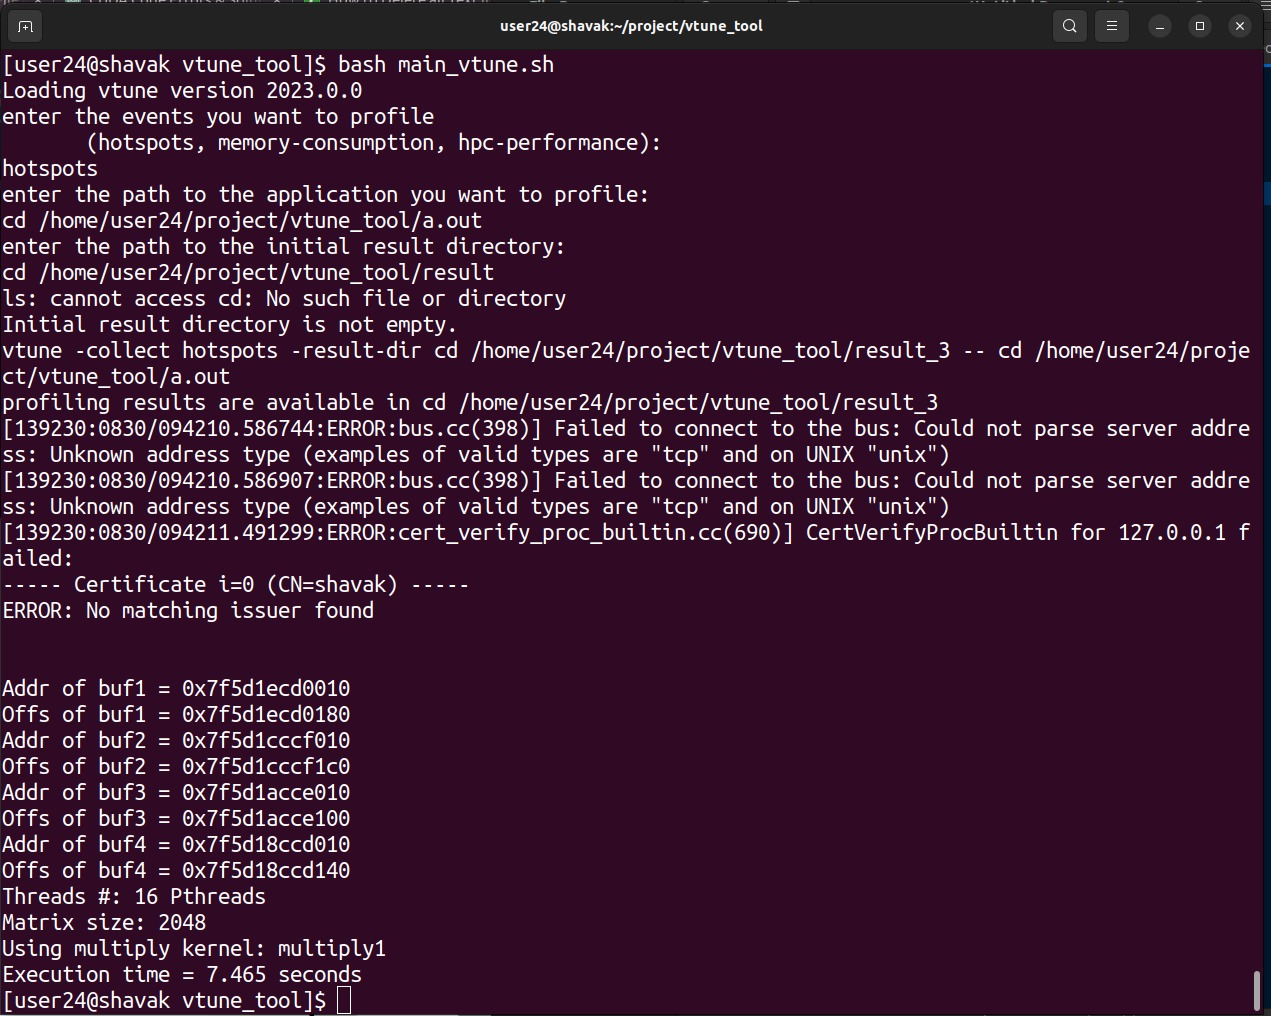 user24@shavak:~/project/vtune_tool
[user24@shavak vtune_tool]$ bash main_vtune.sh
Loading vtune version 2023.0.0
enter the events you want to profile
(hotspots, memory-consumption, hpc-performance):
hotspots
enter the path to the application you want to profile:
cd /home/user24/project/vtune_tool/a.out
enter the path to the initial result directory:
cd /home/user24/project/vtune_tool/result
ls: cannot access cd: No such file or directory
Initial result directory is not empty.
vtune -collect hotspots -result-dir cd /home/user24/project/vtune_tool/result_3 -- cd /home/user24/proje
ct/vtune_tool/a.out
profiling results are available in cd /home/user24/project/vtune_tool/result_3
[139230:0830/094210.586744:ERROR:bus.cc(398)] Failed to connect to the bus: Could not parse server addre
ss: Unknown address type (examples of valid types are "tcp" and on UNIX "unix")
[139230:0830/094210.586907:ERROR:bus.cc(398)] Failed to connect to the bus: Could not parse server addre
ss: Unknown address type (examples of valid types are "tcp" and on UNIX "unix")
[139230:0830/094211.491299:ERROR:cert_verify_proc_builtin.cc(690)] CertVerifyProcBuiltin for 127.0.0.1 f
ailed:
----- Certificate i=0 (CN=shavak) -----
ERROR: No matching issuer found
Addr of buf1 = 0x7f5d1ecd0010
Offs of buf1 = 0x7f5d1ecd0180
Addr of buf2 = 0x7f5d1cccf010
Offs of buf2 = 0x7f5d1cccf1c0
Addr of buf3 = 0x7f5d1acce010
Offs of buf3 = 0x7f5d1acce100
Addr of buf4 = 0x7f5d18ccd010
Offs of buf4 = 0x7f5d18ccd140
Threads #: 16 Pthreads
Matrix size: 2048
Using multiply kernel: multiply1
Execution time = 7.465 seconds
[user24@shavak vtune_tool]$